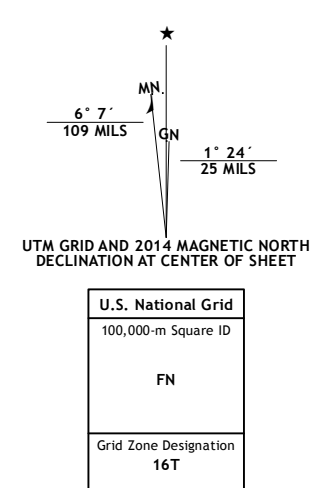 ★
MN.
6° 7´
109 MILS
GN
1° 24´
25 MILS
UTM GRID AND 2014 MAGNETIC NORTH
DECLINATION AT CENTER OF SHEET
U.S. National Grid
100,000-m Square ID
FN
Grid Zone Designation
16T